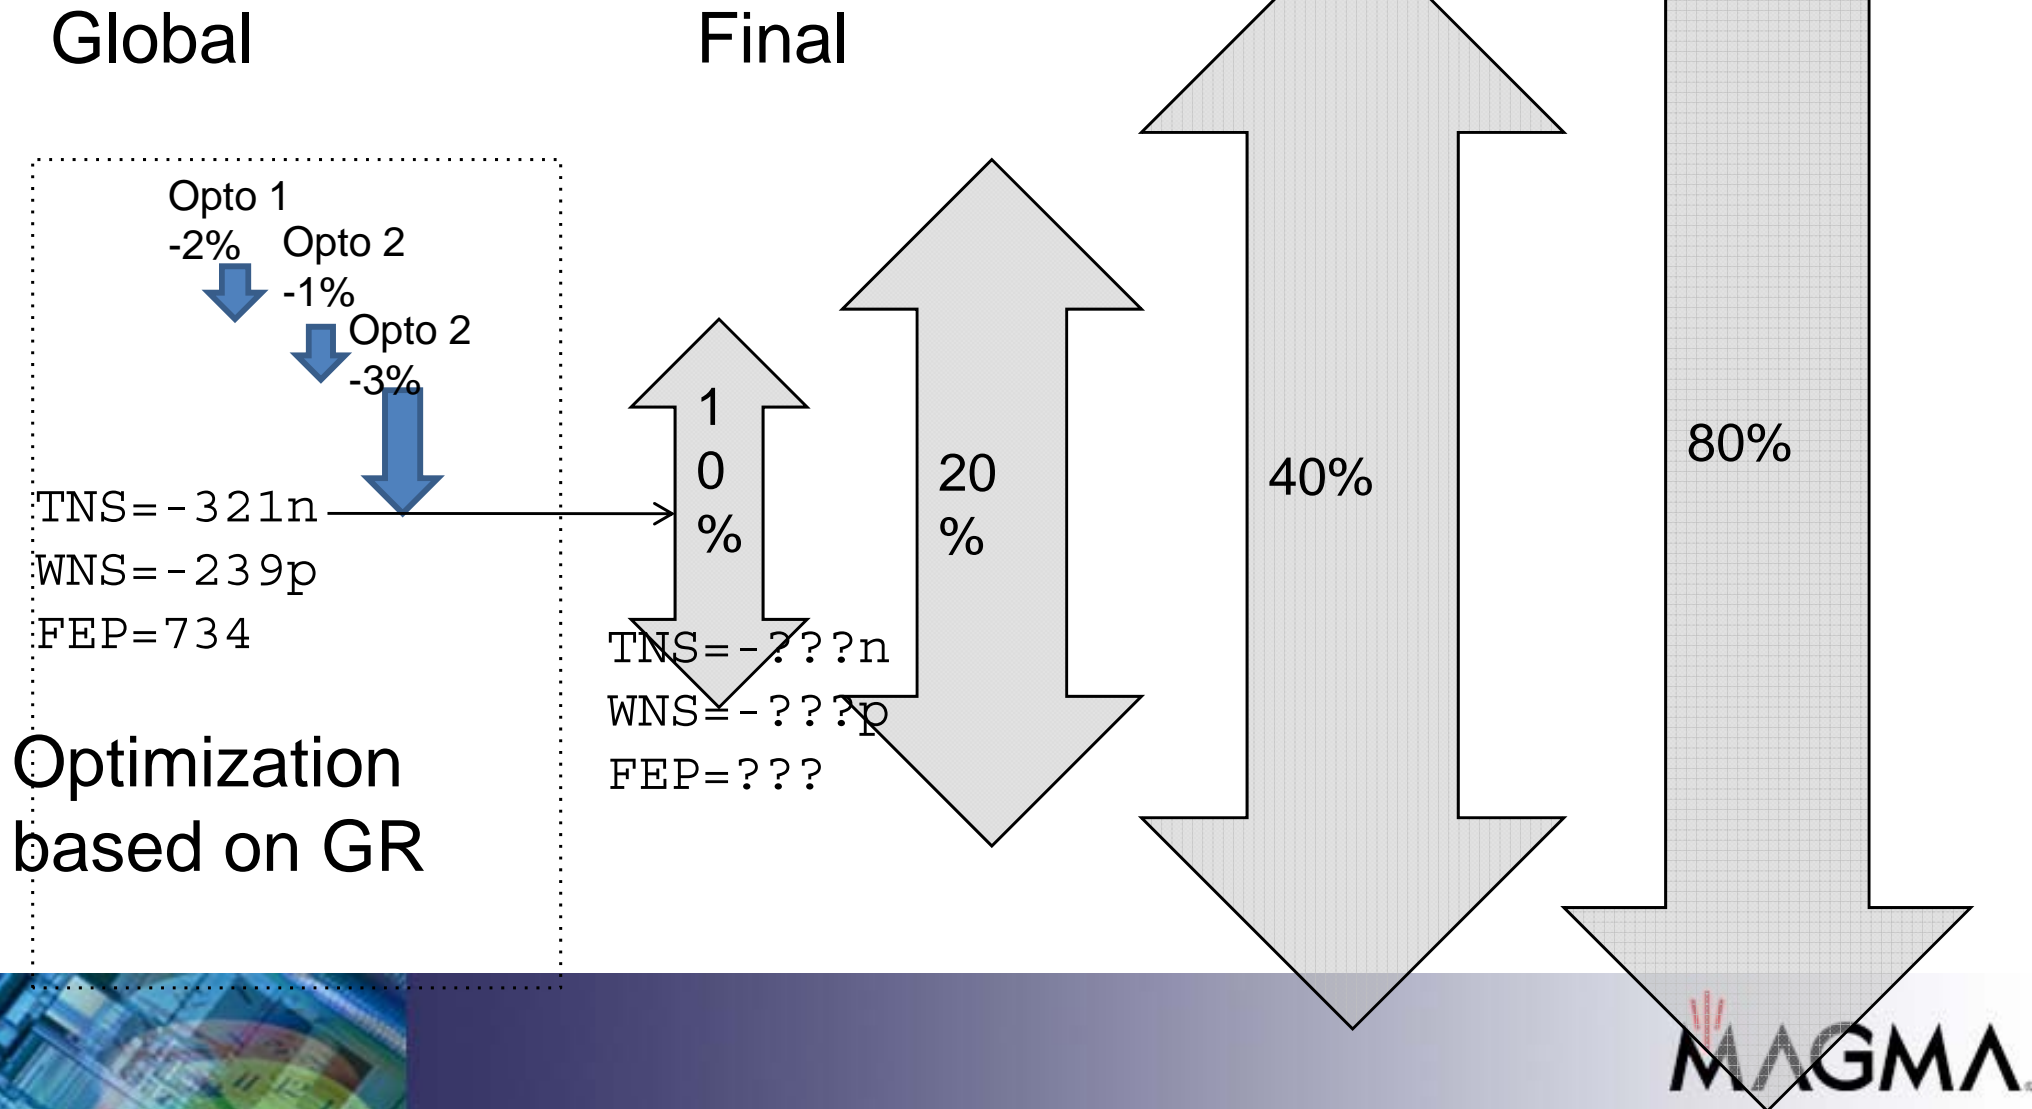 Global
Final
Opto 1
-2%
Opto 2
-1%
Opto 2
-3%
TNS=-321n
WNS=-239p
FEP=734
Optimization
based on GR
1
0
%
20
%
40%
80%
TNS=-???n
WNS=-???p
FEP=???
MAGMA